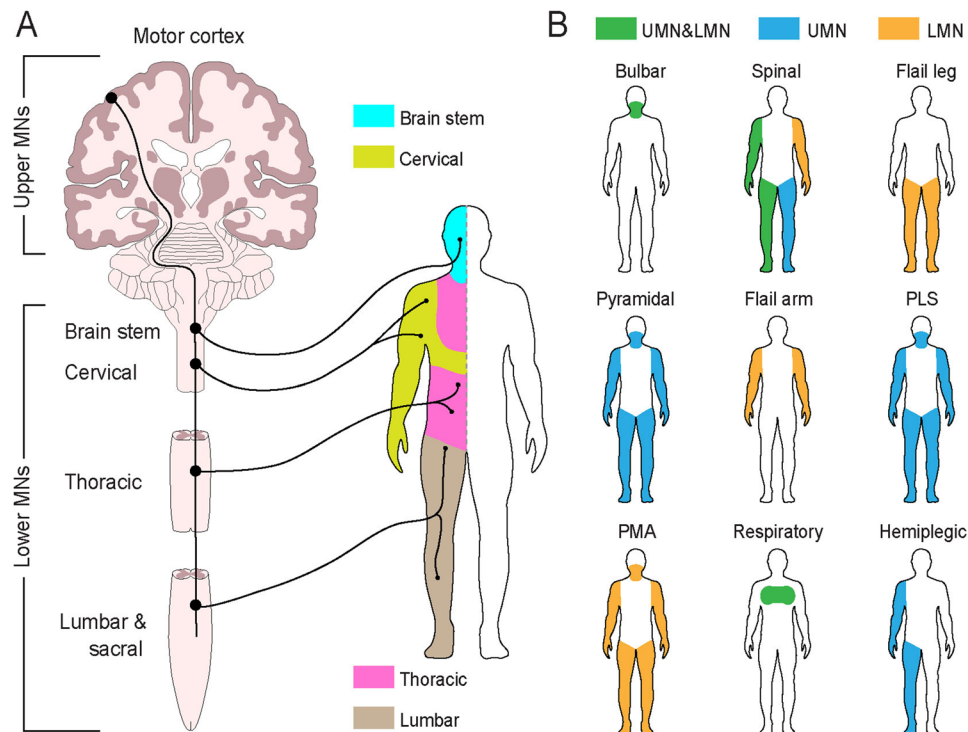 A
Motor cortex
Upper MNs
Brain stem
Cervical
Lower MNs
Brain stem
Cervical
Thoracic
Lumbar &
sacral
Thoracic
Lumbar
B
UMN&LMN UMN LMN
Bulbar Spinal Flail leg
Pyramidal Flail arm PLS
PMA Respiratory Hemiplegic